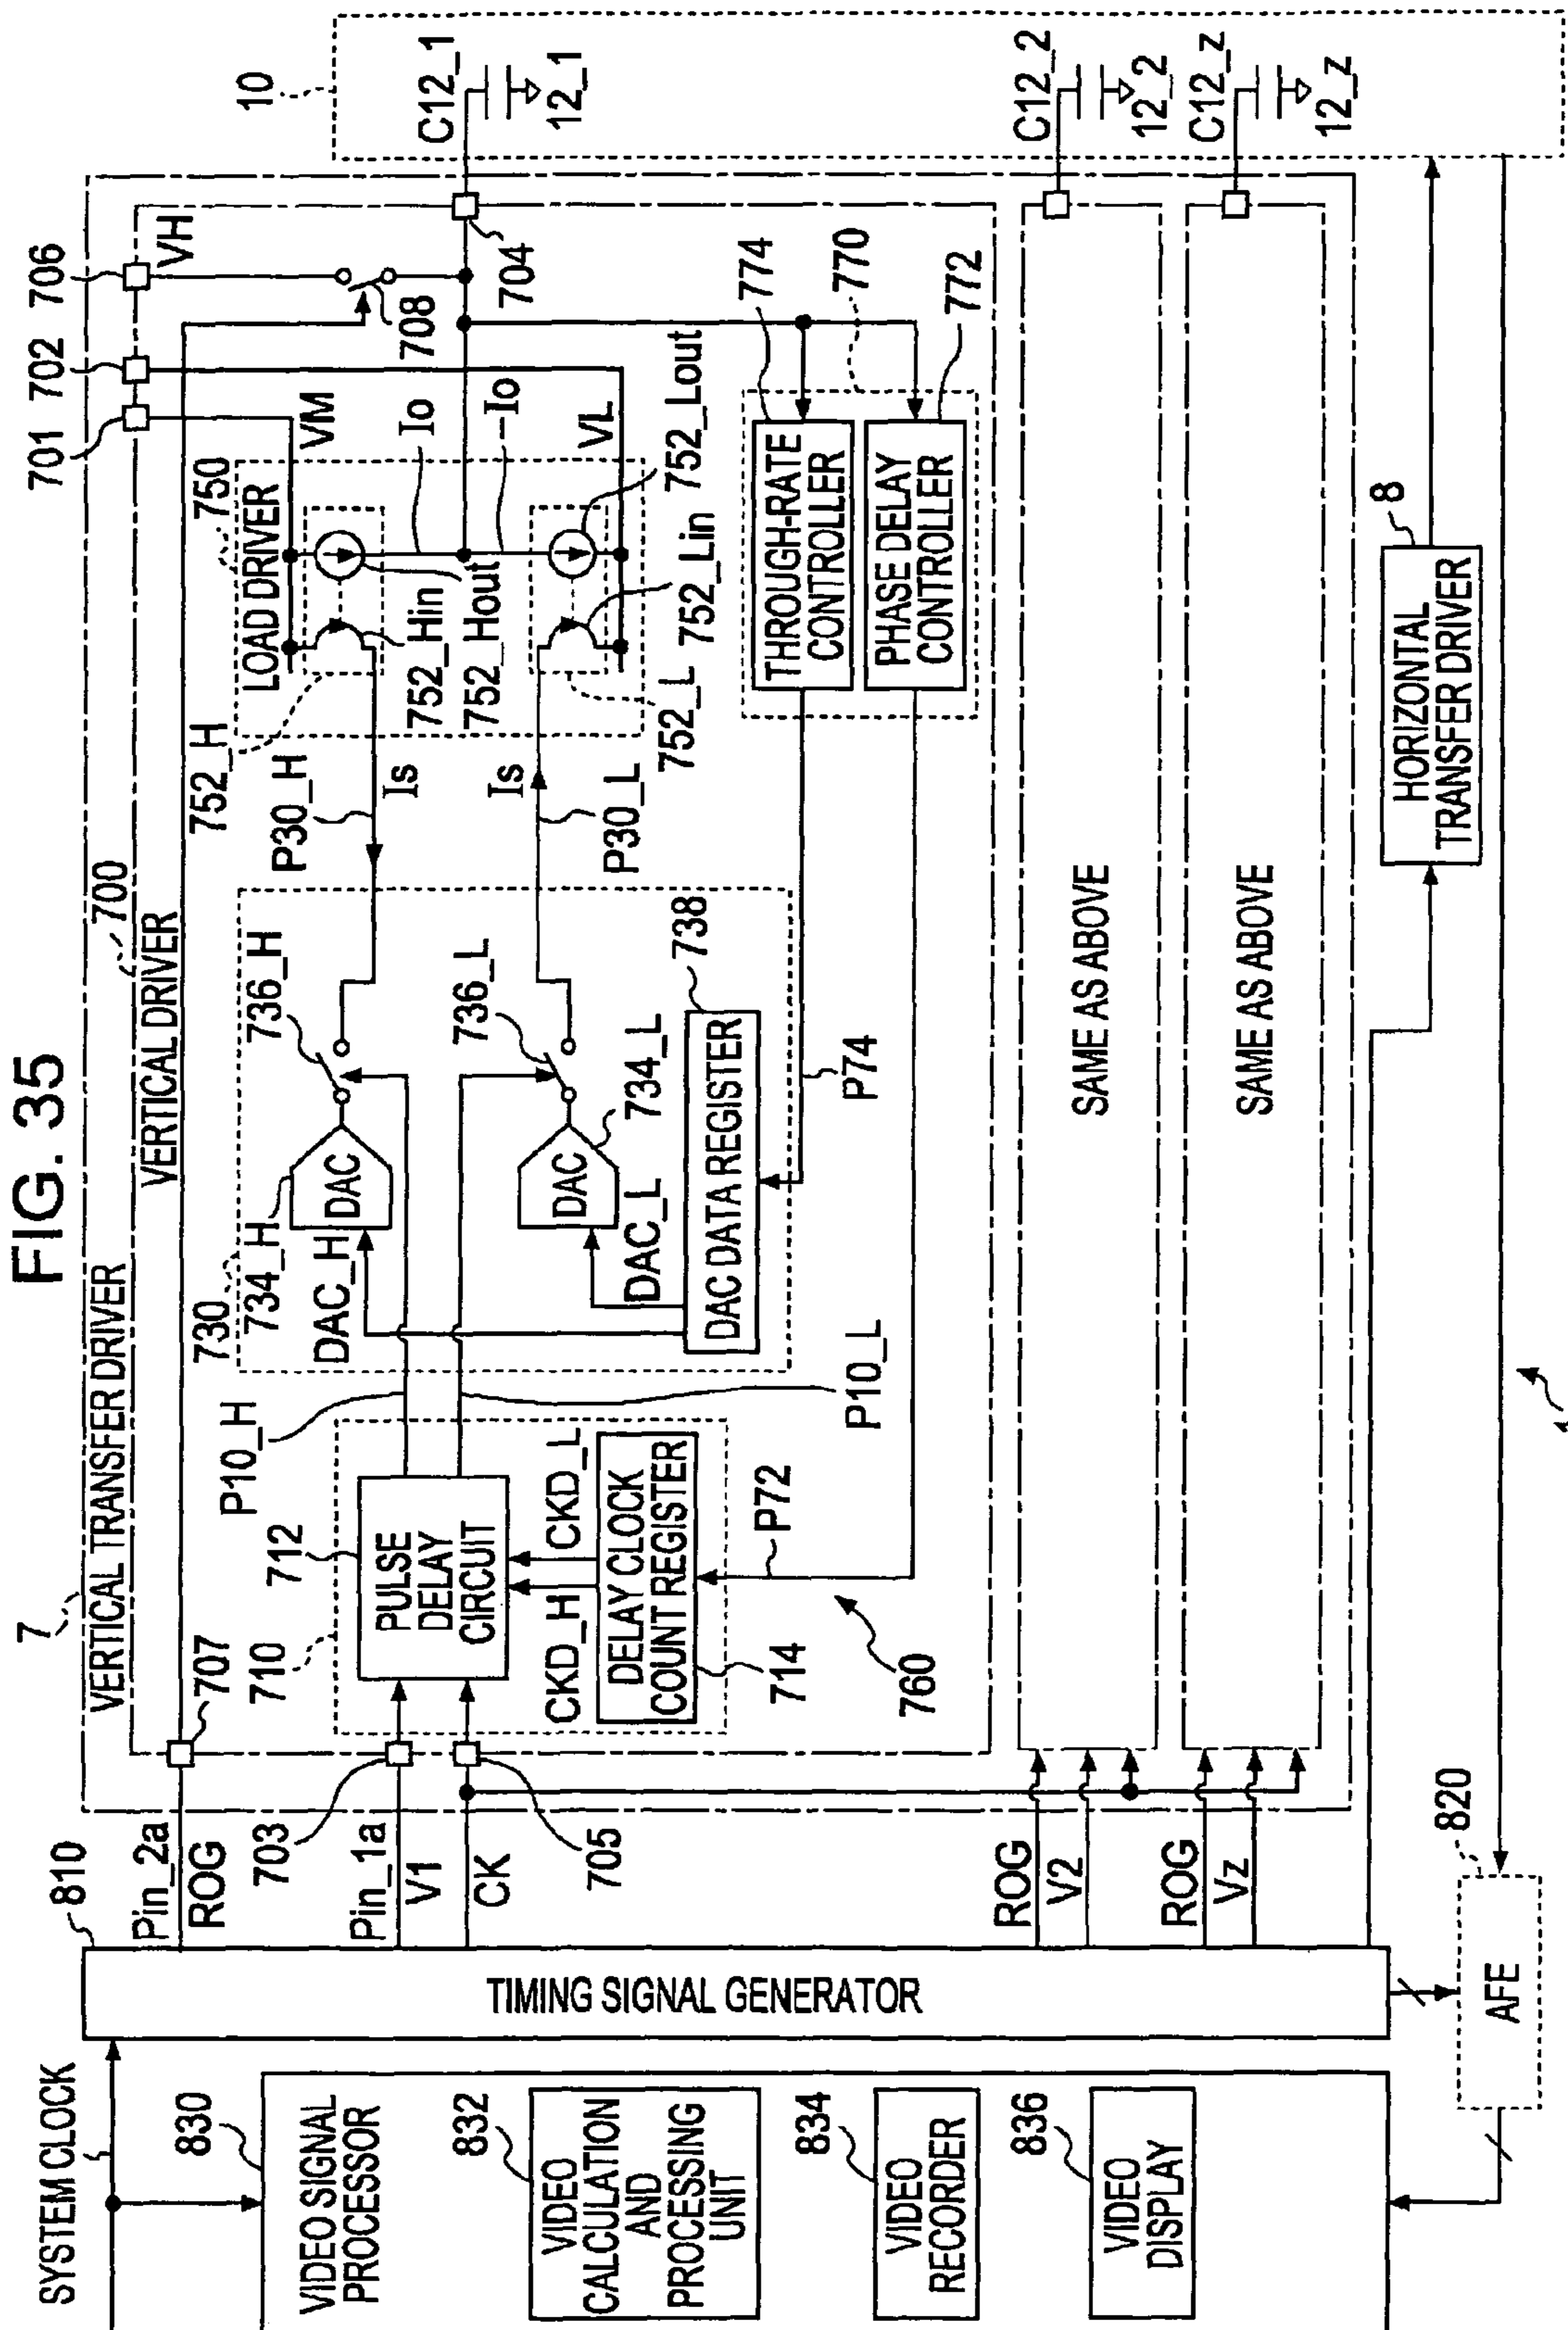 FIG. 35
SYSTEM CLOCK
830
VIDEO SIGNAL
PROCESSOR
832
VIDEO
CALCULATION
AND
PROCESSING
UNIT
834
VIDEO
RECORDER
836
VIDEO
DISPLAY
810
TIMING SIGNAL GENERATOR
820
AFE
Pin_2a
ROG
Pin_1a
V1
CK
703
705
707
ROG
V2
ROG
Vz
7
VERTICAL TRANSFER DRIVER
700
VERTICAL DRIVER
710
712
PULSE
DELAY
CIRCUIT
CKD_H
CKD_L
DELAY CLOCK
COUNT REGISTER
714
760
P72
P10_H
P10_L
730
734_H
DAC
DAC_H
736_H
736_L
DAC
734_L
DAC_L
738
DAC DATA REGISTER
P74
P30_H
Is
Is
P30_L
752_H
750
LOAD DRIVER
752_Hin
752_Hout
752_L
752_Lin
752_Lout
VM
Io
Io
VL
701
702
706
VH
708
704
774
THROUGH-RATE
CONTROLLER
770
PHASE DELAY
CONTROLLER
772
SAME AS ABOVE
SAME AS ABOVE
8
HORIZONTAL
TRANSFER DRIVER
10
C12_1
12_1
C12_2
12_2
C12_z
12_z
1